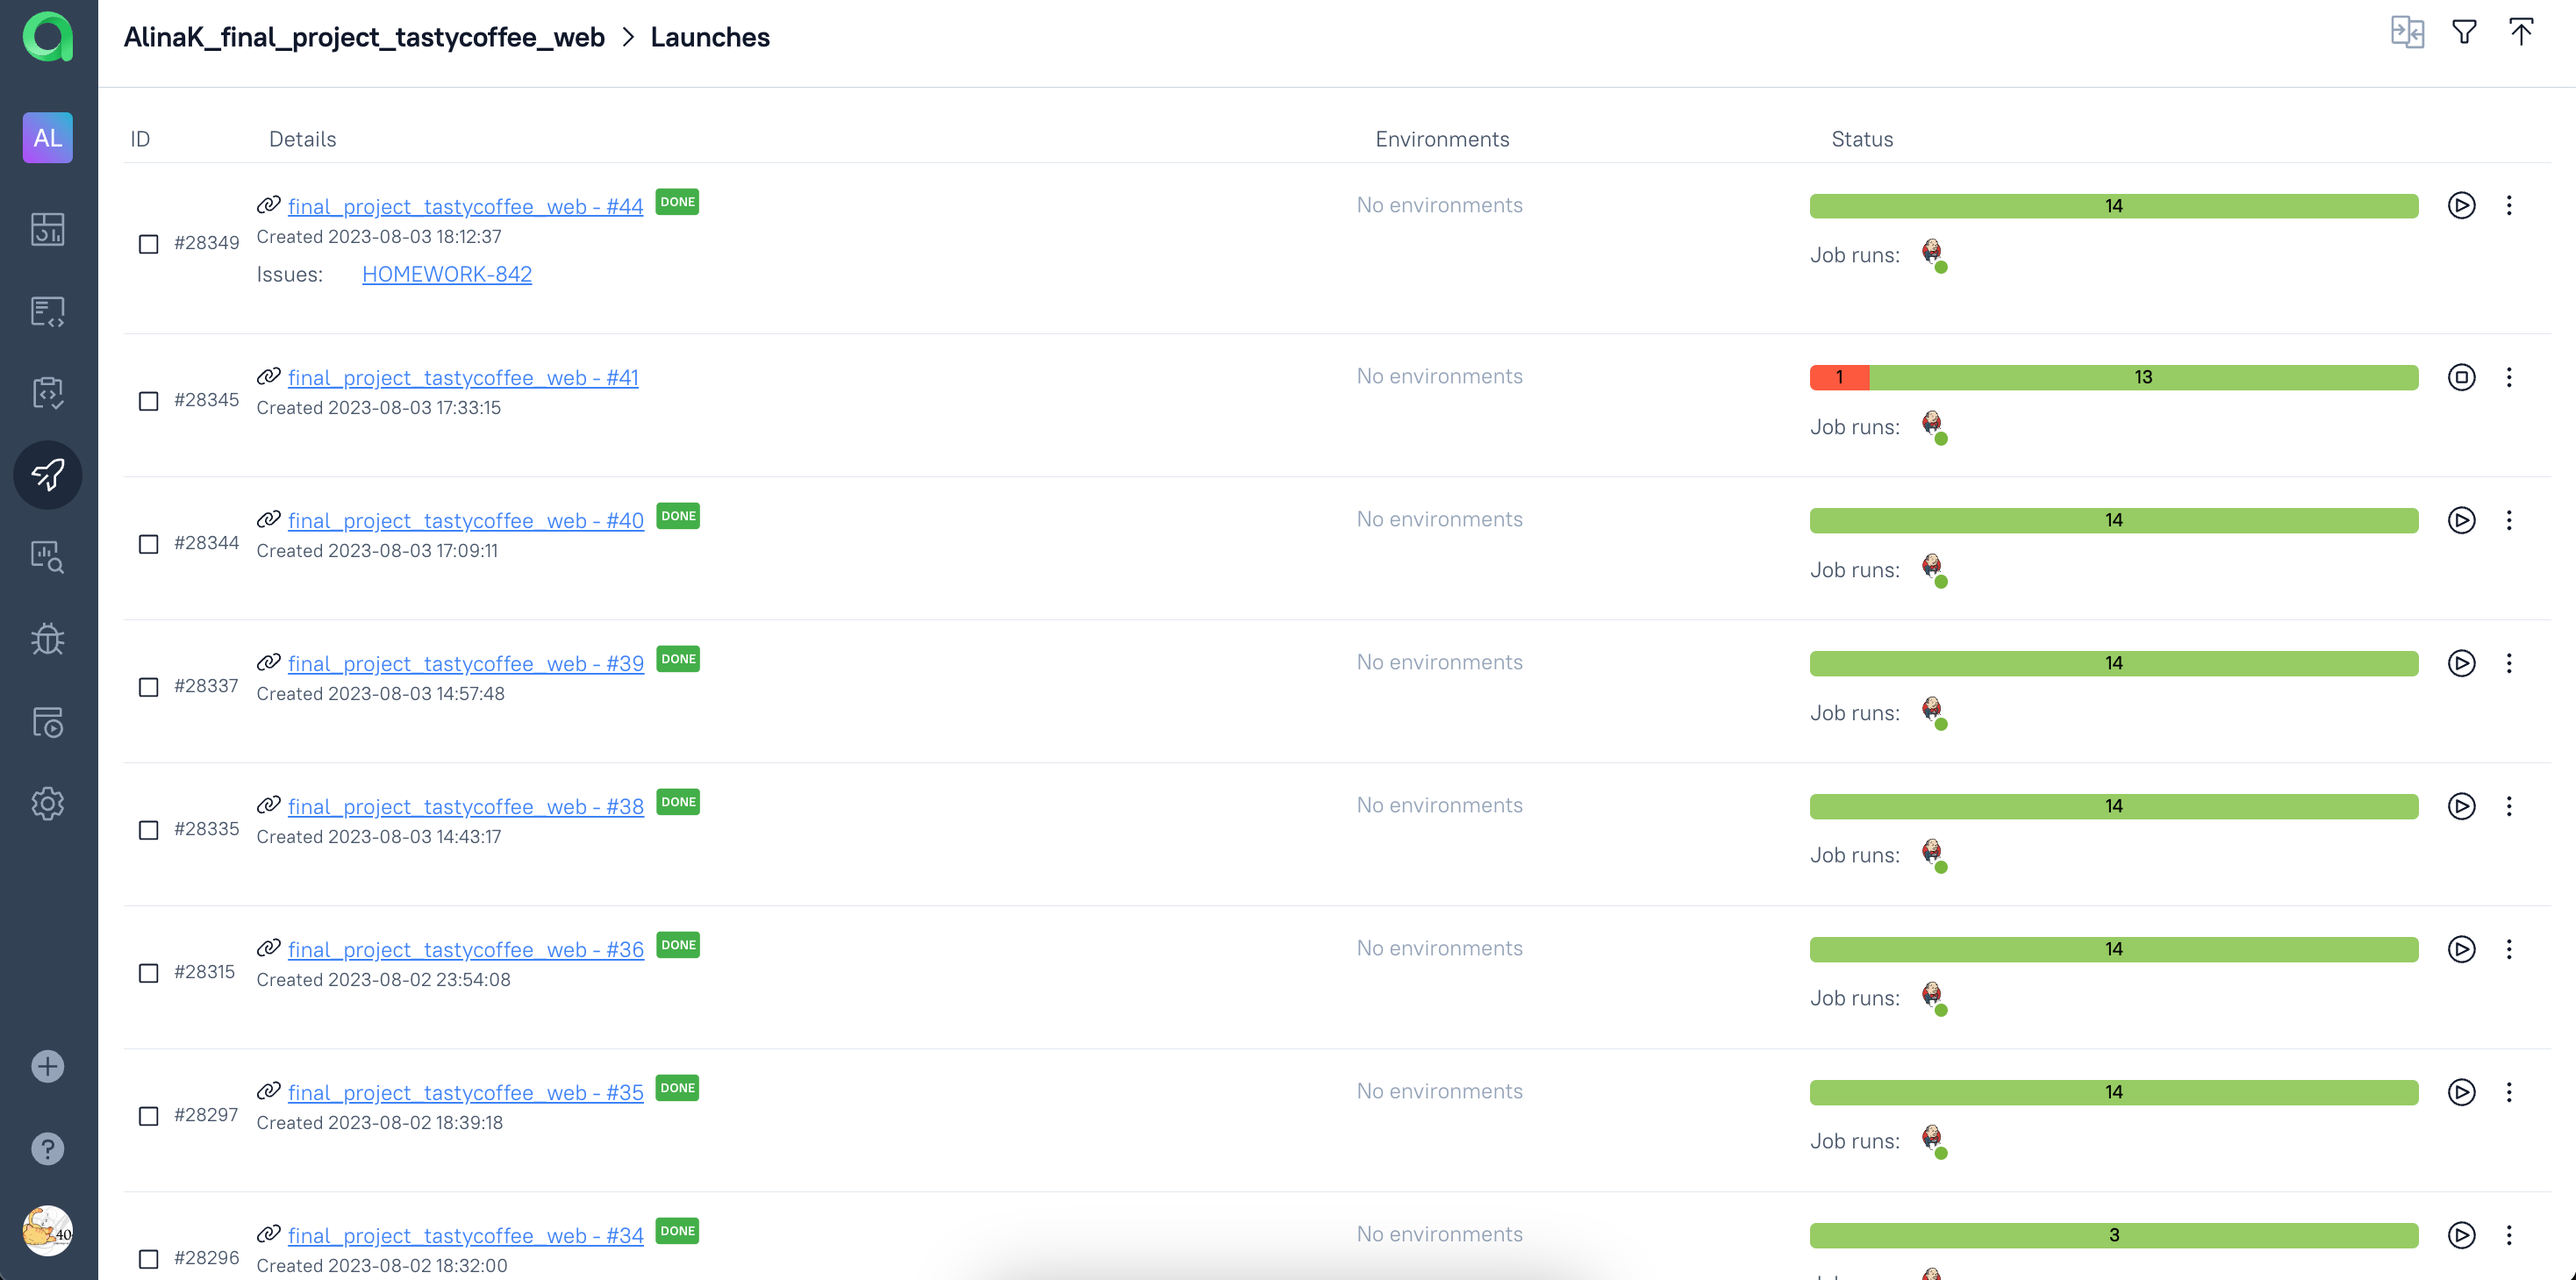 AlinaK_final_project_tastycoffee_web > Launches
AL
ID Details Environments Status
final_project_tastycoffee_web - #44 DONE No environments 14
#28349 Created 2023-08-03 18:12:37
Issues: HOMEWORK-842 Job runs:
final_project_tastycoffee_web - #41 No environments 1 13
#28345 Created 2023-08-03 17:33:15 Job runs:
final_project_tastycoffee_web - #40 DONE No environments 14
#28344 Created 2023-08-03 17:09:11 Job runs:
final_project_tastycoffee_web - #39 DONE No environments 14
#28337 Created 2023-08-03 14:57:48 Job runs:
final_project_tastycoffee_web - #38 DONE No environments 14
#28335 Created 2023-08-03 14:43:17 Job runs:
final_project_tastycoffee_web - #36 DONE No environments 14
#28315 Created 2023-08-02 23:54:08 Job runs:
final_project_tastycoffee_web - #35 DONE No environments 14
#28297 Created 2023-08-02 18:39:18 Job runs:
final_project_tastycoffee_web - #34 DONE No environments 3
#28296 Created 2023-08-02 18:32:00
40